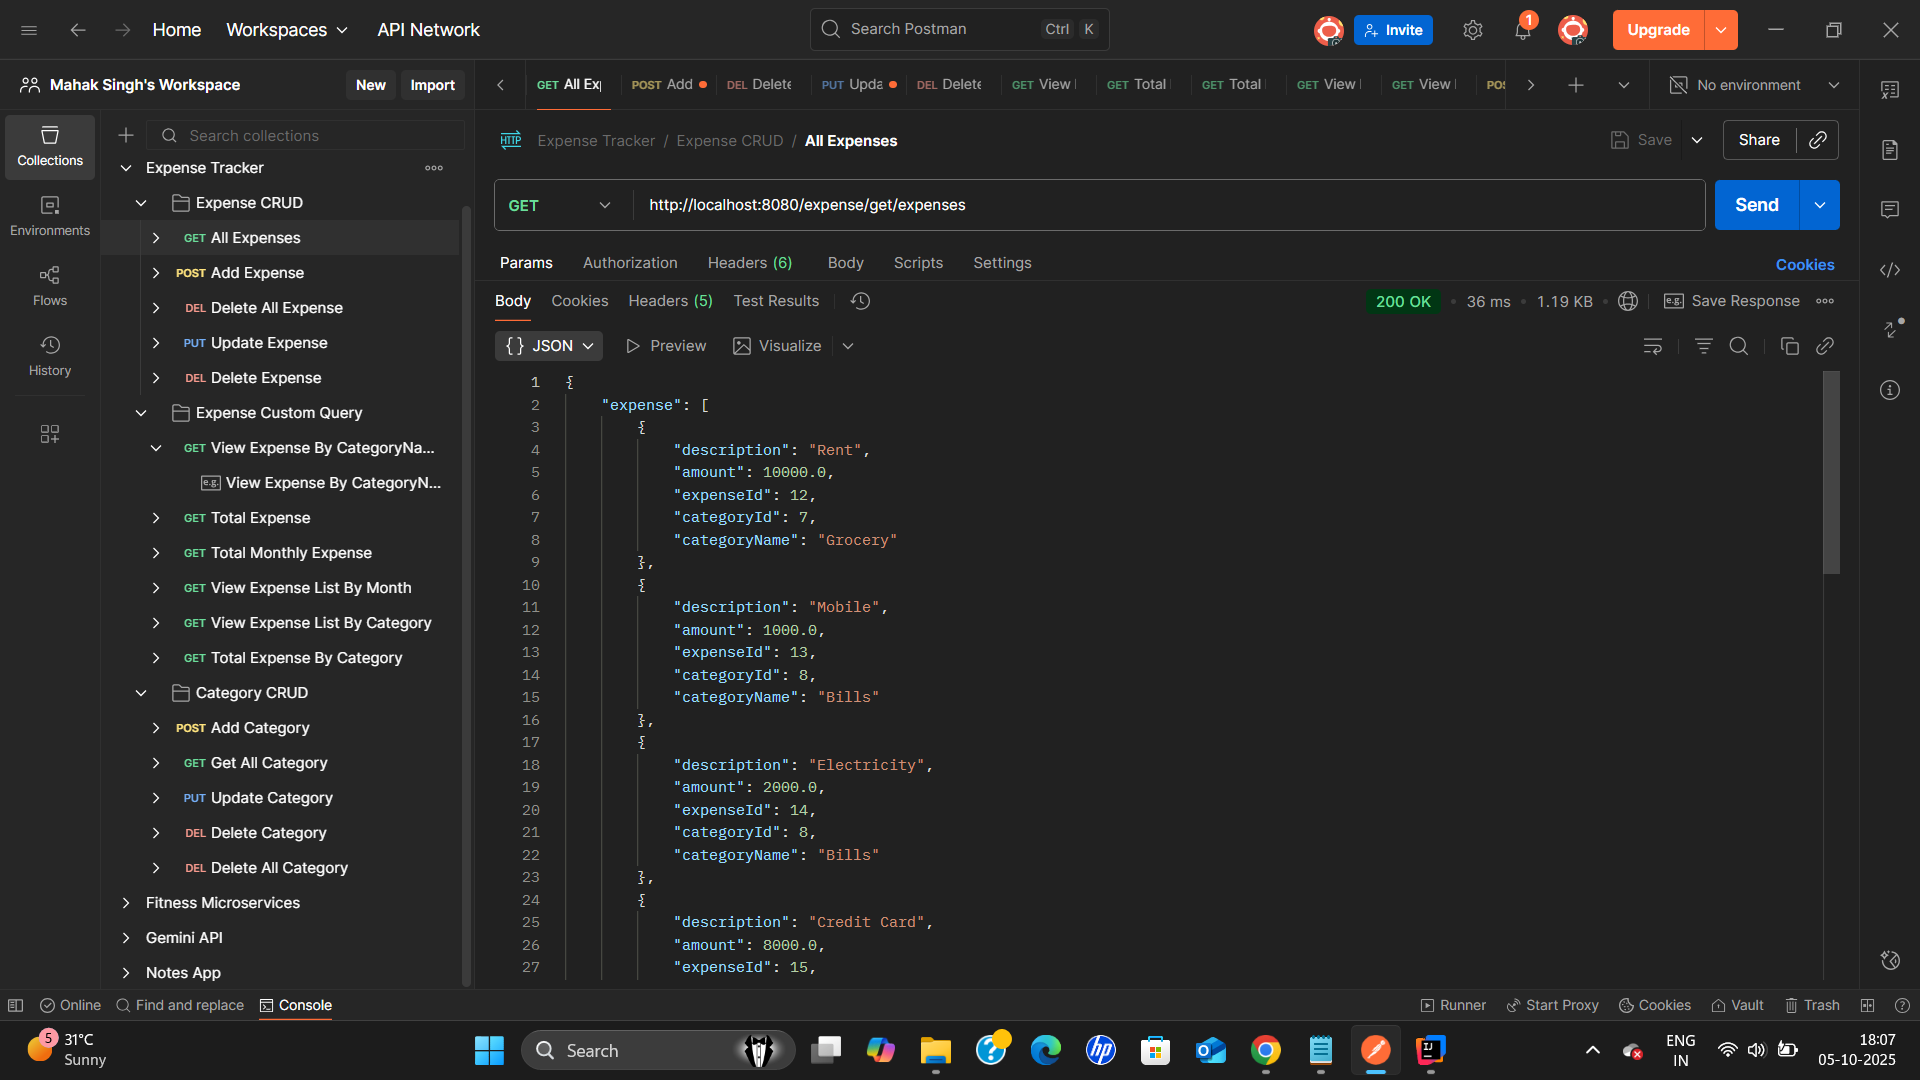 Home Workspaces API Network Search Postman Ctrl K Invite 1 Upgrade
Mahak Singh's Workspace New Import
GET All Ex POST Add DEL Delete PUT Upda DEL Delete GET View GET Total GET Total GET View GET View POS No environment
Collections
Environments
Flows
History
Search collections
Expense Tracker
Expense CRUD
GET All Expenses
POST Add Expense
DEL Delete All Expense
PUT Update Expense
DEL Delete Expense
Expense Custom Query
GET View Expense By CategoryNa...
e.g. View Expense By CategoryN...
GET Total Expense
GET Total Monthly Expense
GET View Expense List By Month
GET View Expense List By Category
GET Total Expense By Category
Category CRUD
POST Add Category
GET Get All Category
PUT Update Category
DEL Delete Category
DEL Delete All Category
Fitness Microservices
Gemini API
Notes App
HTTP Expense Tracker / Expense CRUD / All Expenses Save Share
GET http://localhost:8080/expense/get/expenses Send
Params Authorization Headers (6) Body Scripts Settings Cookies
Body Cookies Headers (5) Test Results 200 OK • 36 ms • 1.19 KB • e.g. Save Response
{} JSON Preview Visualize
1 {
2 "expense": [
3 {
4 "description": "Rent",
5 "amount": 10000.0,
6 "expenseId": 12,
7 "categoryId": 7,
8 "categoryName": "Grocery"
9 },
10 {
11 "description": "Mobile",
12 "amount": 1000.0,
13 "expenseId": 13,
14 "categoryId": 8,
15 "categoryName": "Bills"
16 },
17 {
18 "description": "Electricity",
19 "amount": 2000.0,
20 "expenseId": 14,
21 "categoryId": 8,
22 "categoryName": "Bills"
23 },
24 {
25 "description": "Credit Card",
26 "amount": 8000.0,
27 "expenseId": 15,
Online Find and replace Console Runner Start Proxy Cookies Vault Trash
5 31°C
Sunny
Search
hp
IJ
ENG
IN
18:07
05-10-2025